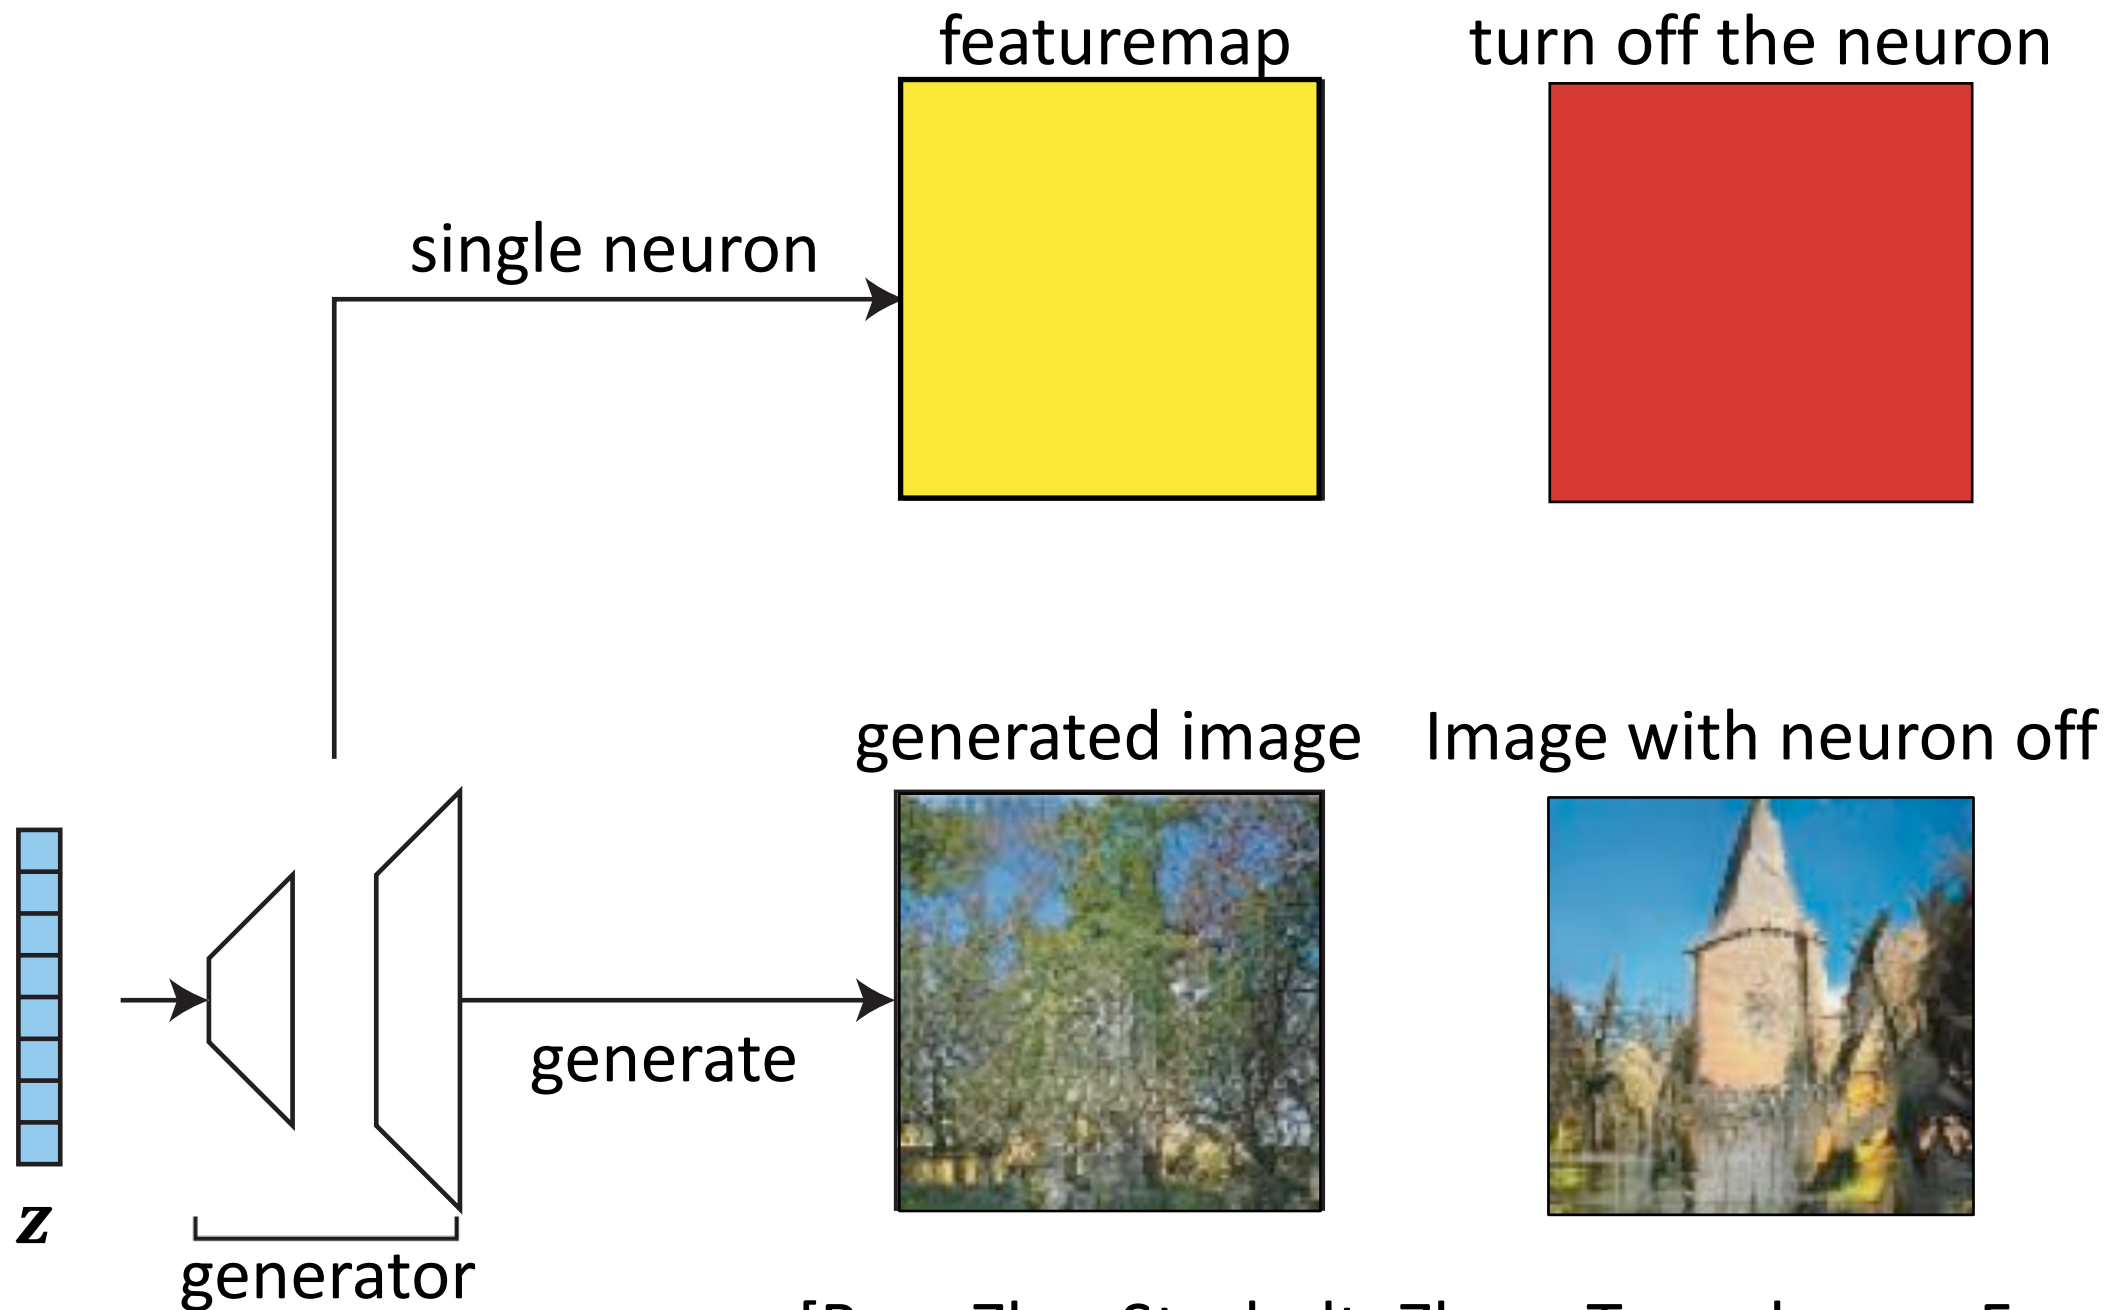 featuremap
turn off the neuron
single neuron
generated image
Image with neuron off
generate
z
generator